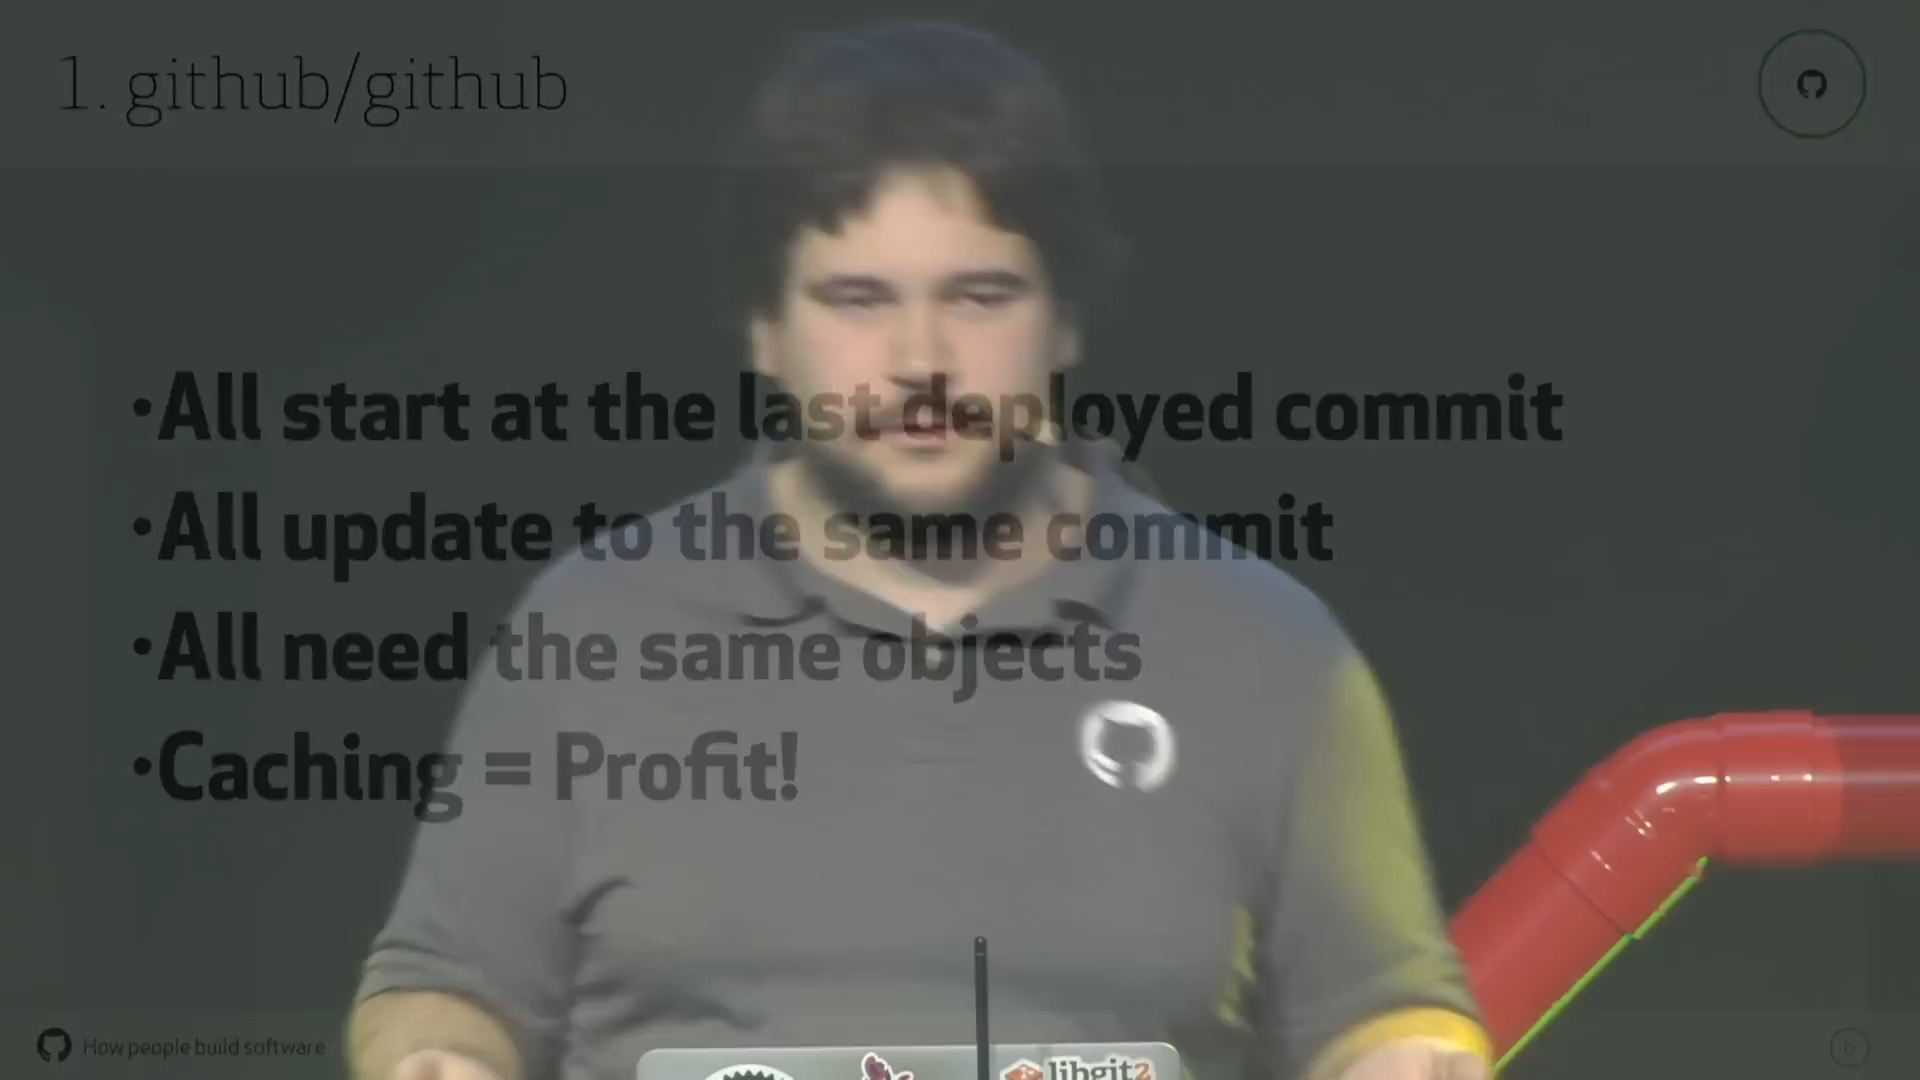 1. github/github
•All start at the last deployed commit
•All update to the same commit
•All need the same objects
•Caching = Profit!
How people build software
6
libgit2